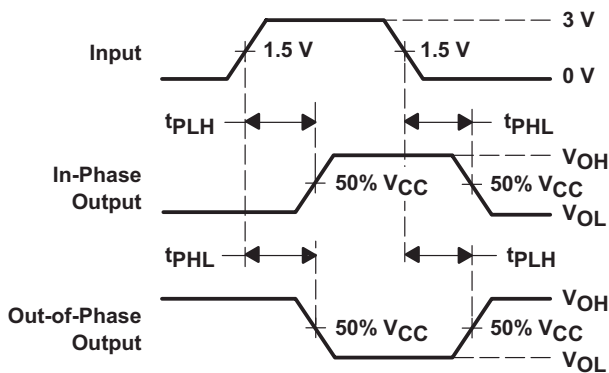 3 V
Input 1.5 V 1.5 V
0 V
tPLH tPHL
VOH
In-Phase
Output
50% VCC 50% VCC
VOL
tPHL tPLH
VOH
Out-of-Phase
Output
50% VCC 50% VCC
VOL